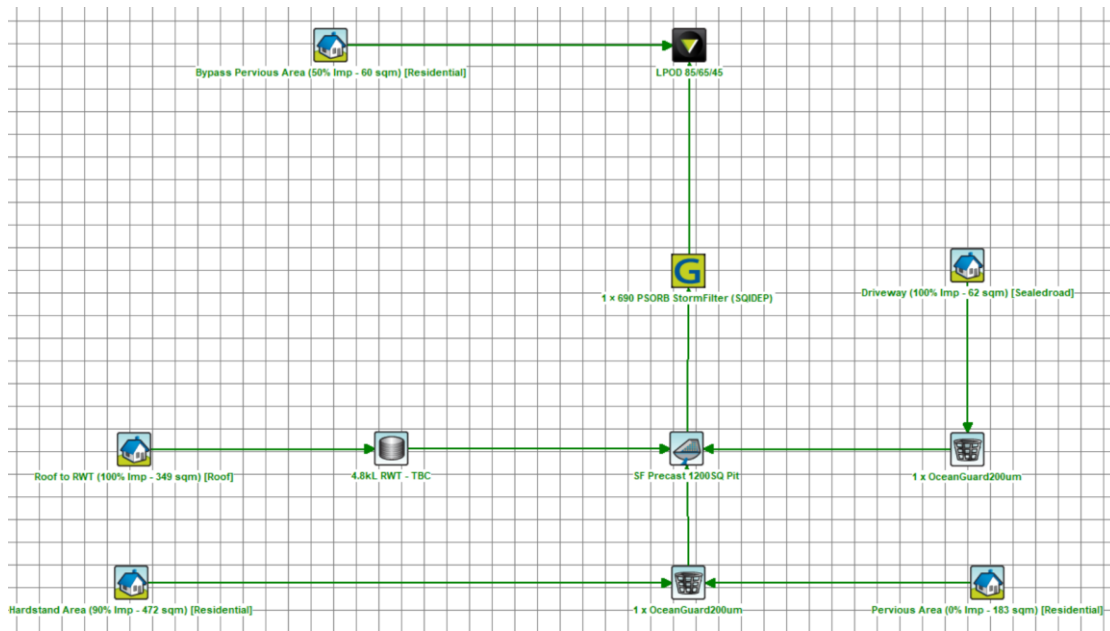 Bypass Pervious Area (50% Imp - 60 sqm) [Residential]
LPOD 85/65/45
1 × 690 PSORB StormFilter (SQIDEP)
Driveway (100% Imp - 62 sqm) [Sealedroad]
Roof to RWT (100% Imp - 349 sqm) [Roof]
4.8kL RWT - TBC
SF Precast 1200SQ Pit
1 x OceanGuard200um
Hardstand Area (90% Imp - 472 sqm) [Residential]
1 x OceanGuard200um
Pervious Area (0% Imp - 183 sqm) [Residential]
G